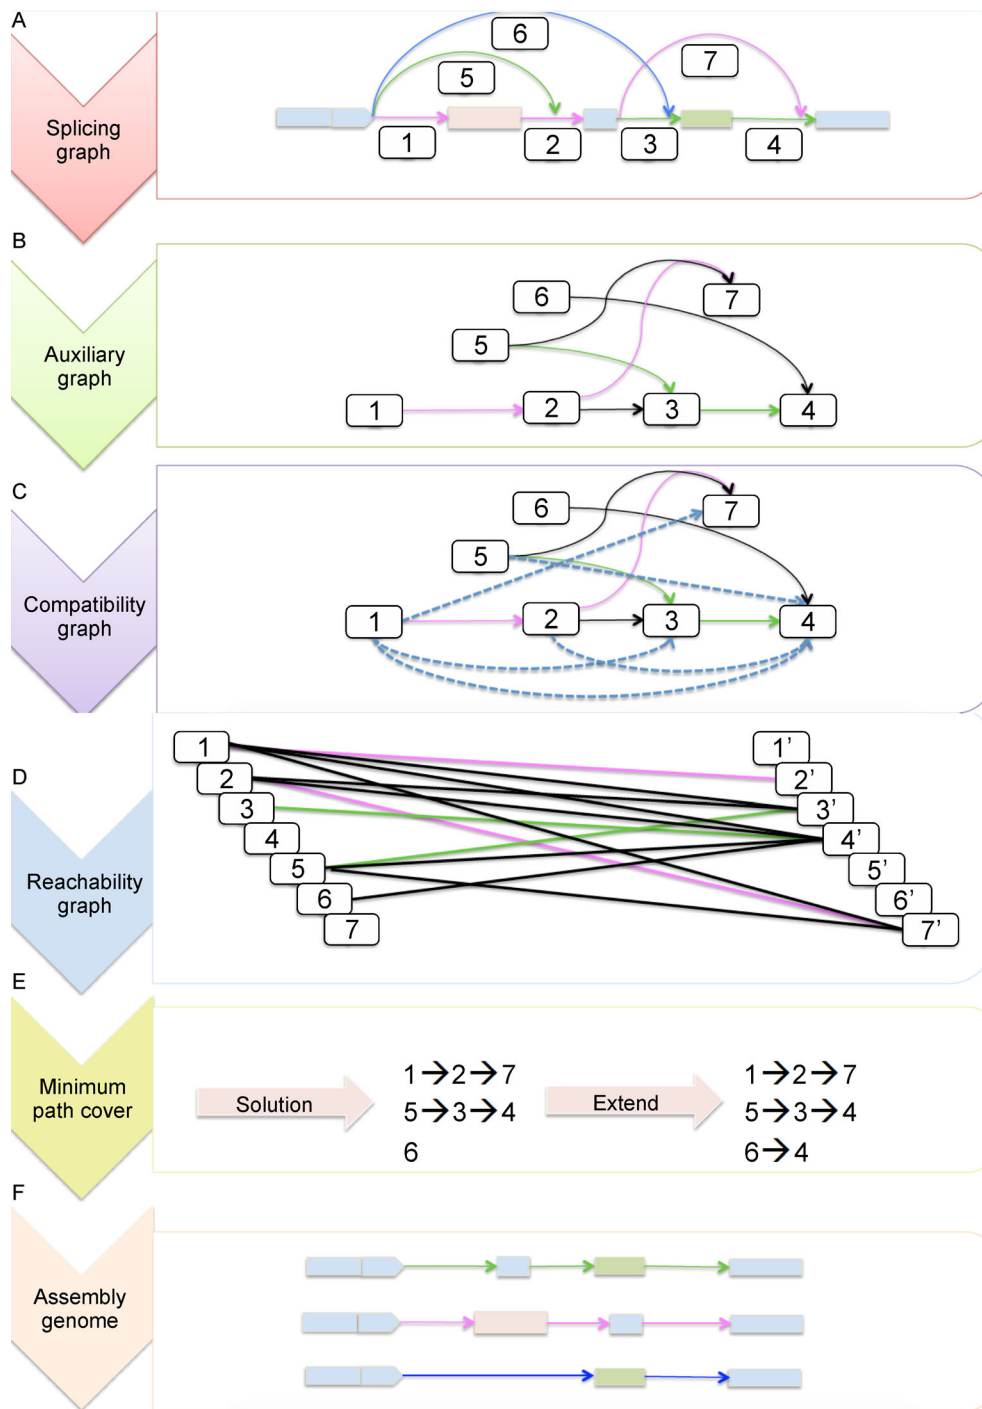 A
Splicing
graph
6
5
7
1
2
3
4
B
Auxiliary
graph
6
7
5
1
2
3
4
C
Compatibility
graph
6
7
5
1
2
3
4
D
Reachability
graph
1
2
3
4
5
6
7
1’
2’
3’
4’
5’
6’
7’
E
Minimum
path cover
Solution
1→2→7
5→3→4
6
Extend
1→2→7
5→3→4
6→4
F
Assembly
genome